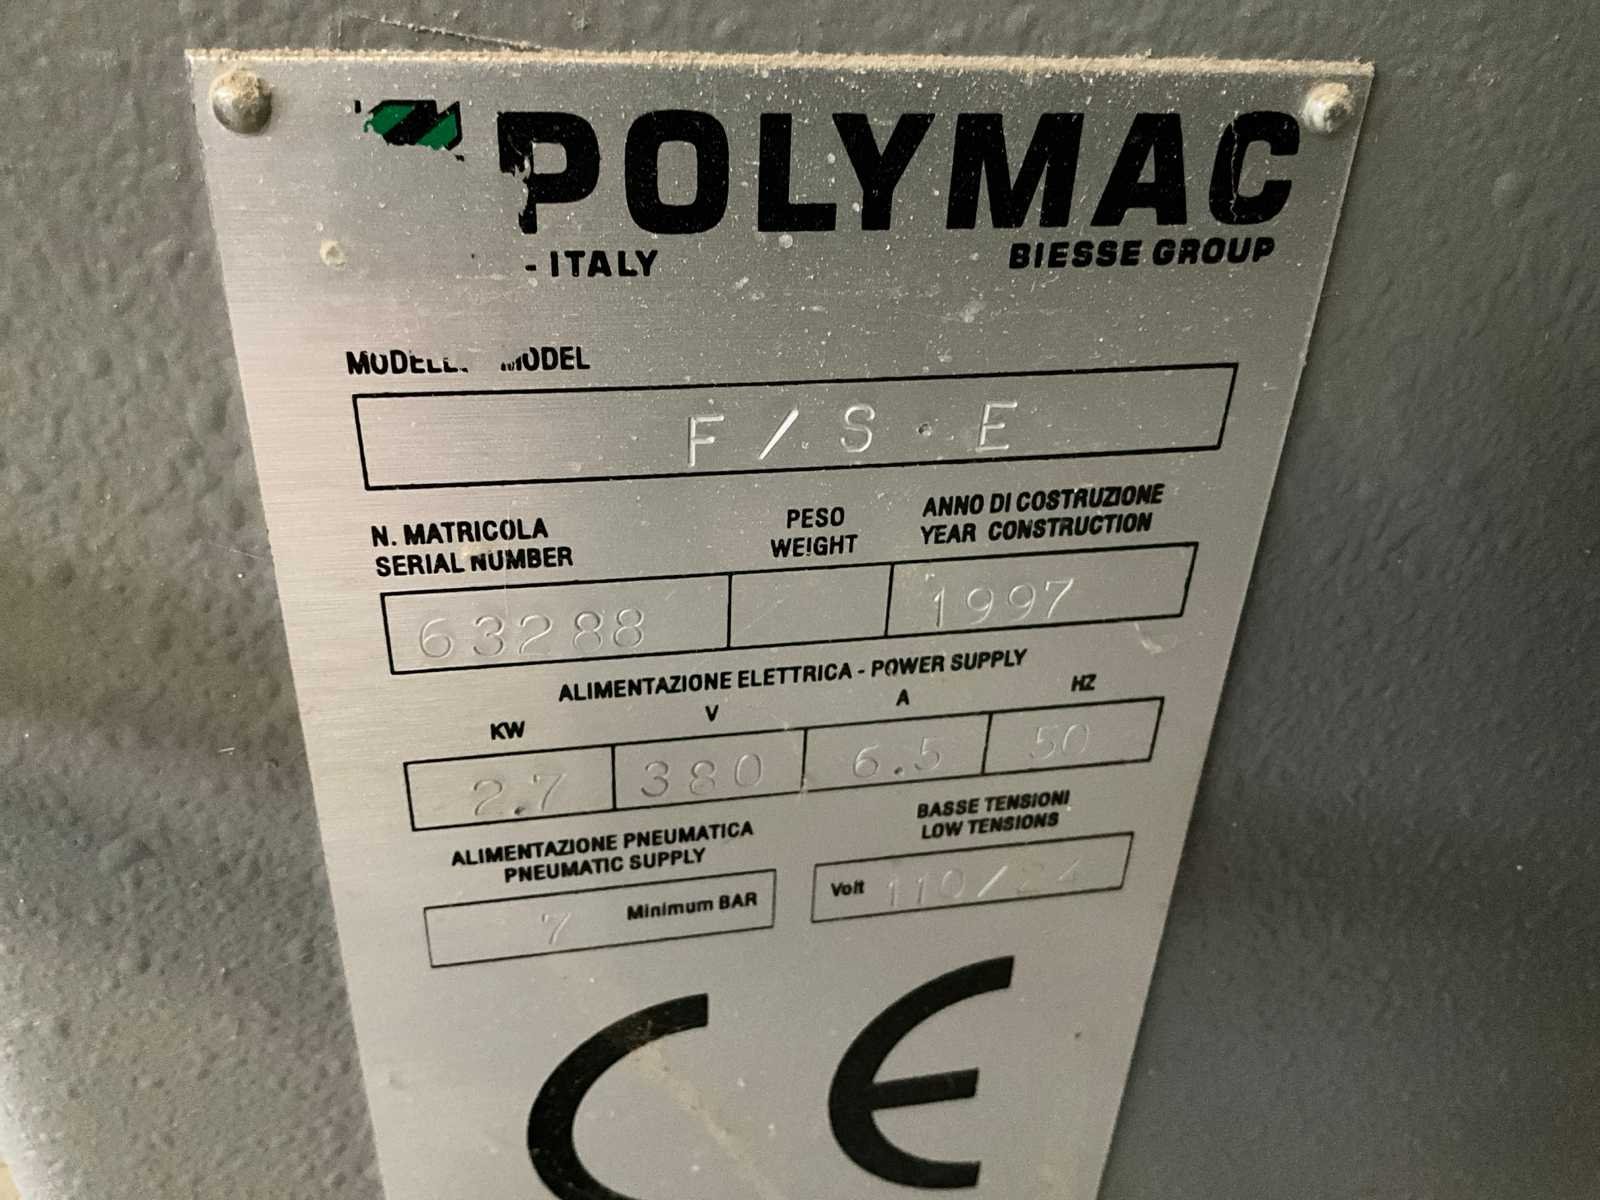 POLYMAC
- ITALY BIESSE GROUP
MODEL
F/S·E
N. MATRICOLA
SERIAL NUMBER
PESO
WEIGHT
ANNO DI COSTRUZIONE
YEAR CONSTRUCTION
63288 1997
ALIMENTAZIONE ELETTRICA - POWER SUPPLY
KW V A HZ
2.7 380 6.5 50
ALIMENTAZIONE PNEUMATICA
PNEUMATIC SUPPLY
BASSE TENSIONI
LOW TENSIONS
7 Minimum BAR
Volt 110/24
CE